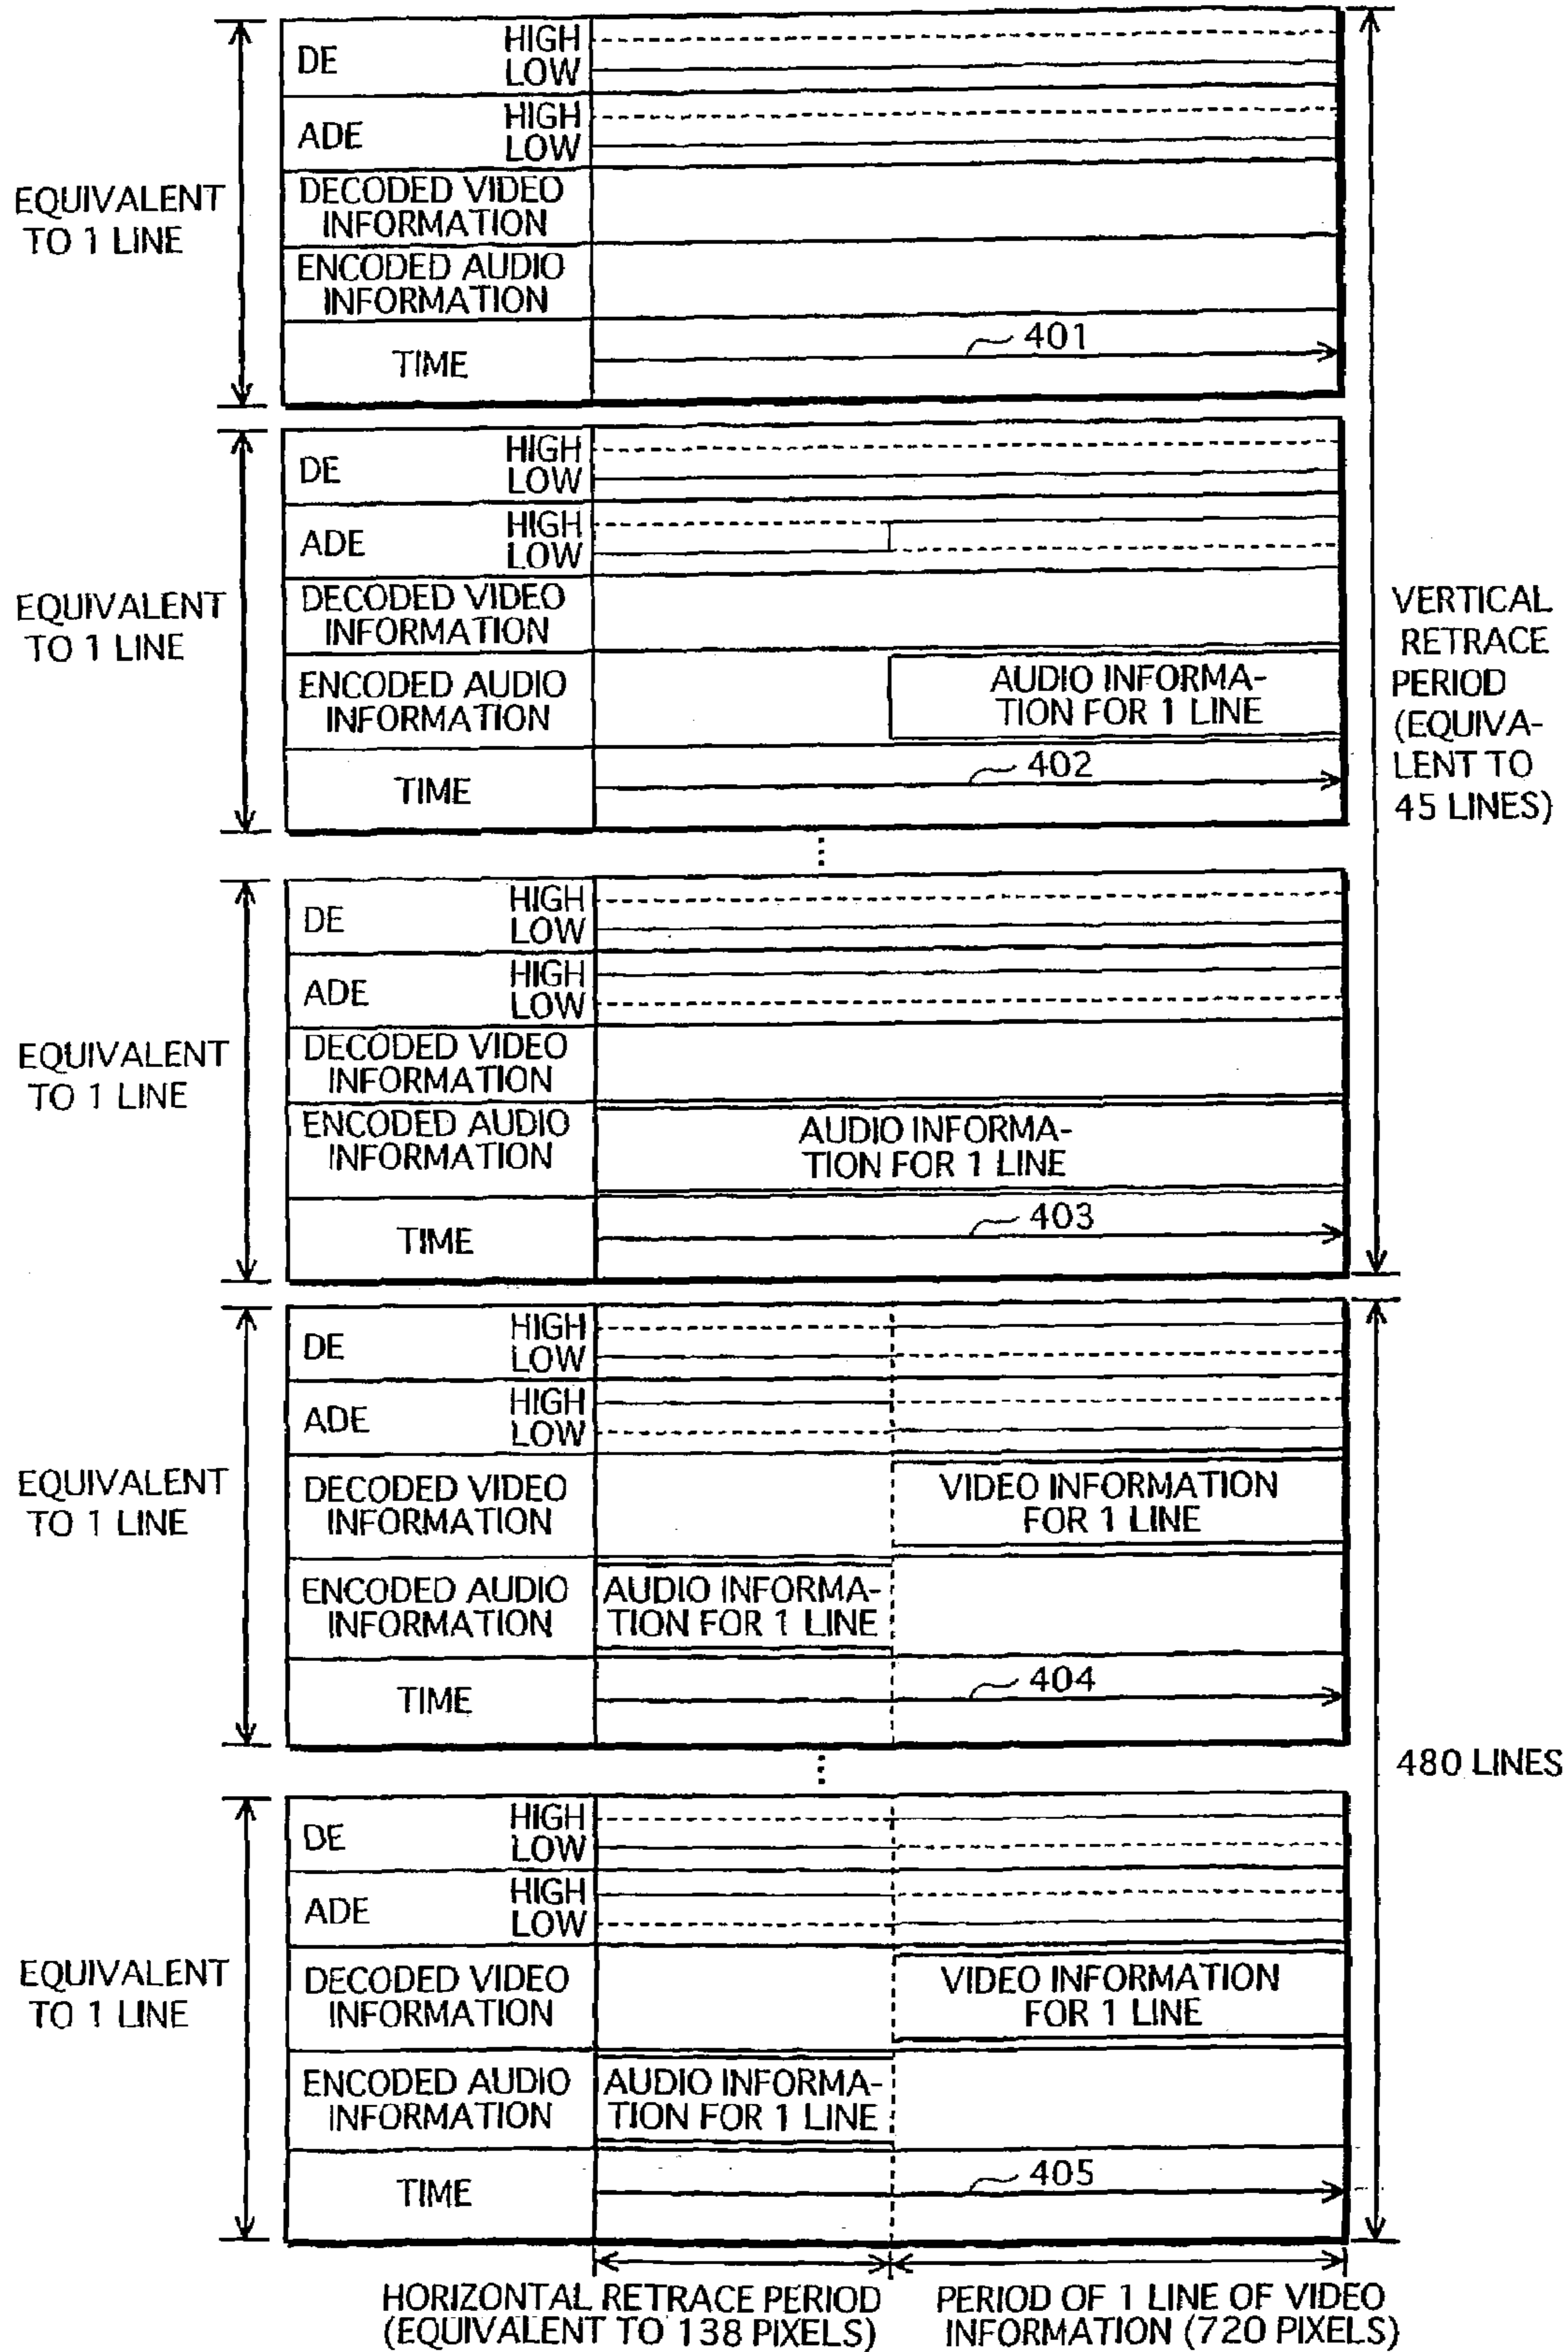 DE HIGH
LOW
ADE HIGH
LOW
EQUIVALENT
TO 1 LINE
DECODED VIDEO
INFORMATION
ENCODED AUDIO
INFORMATION
TIME
401
DE HIGH
LOW
ADE HIGH
LOW
EQUIVALENT
TO 1 LINE
DECODED VIDEO
INFORMATION
ENCODED AUDIO
INFORMATION
AUDIO INFORMA-
TION FOR 1 LINE
TIME
402
VERTICAL
RETRACE
PERIOD
(EQUIVA-
LENT TO
45 LINES)
DE HIGH
LOW
ADE HIGH
LOW
EQUIVALENT
TO 1 LINE
DECODED VIDEO
INFORMATION
ENCODED AUDIO
INFORMATION
AUDIO INFORMA-
TION FOR 1 LINE
TIME
403
DE HIGH
LOW
ADE HIGH
LOW
EQUIVALENT
TO 1 LINE
DECODED VIDEO
INFORMATION
VIDEO INFORMATION
FOR 1 LINE
ENCODED AUDIO
INFORMATION
AUDIO INFORMA-
TION FOR 1 LINE
TIME
404
480 LINES
DE HIGH
LOW
ADE HIGH
LOW
EQUIVALENT
TO 1 LINE
DECODED VIDEO
INFORMATION
VIDEO INFORMATION
FOR 1 LINE
ENCODED AUDIO
INFORMATION
AUDIO INFORMA-
TION FOR 1 LINE
TIME
405
HORIZONTAL RETRACE PERIOD
(EQUIVALENT TO 138 PIXELS)
PERIOD OF 1 LINE OF VIDEO
INFORMATION (720 PIXELS)